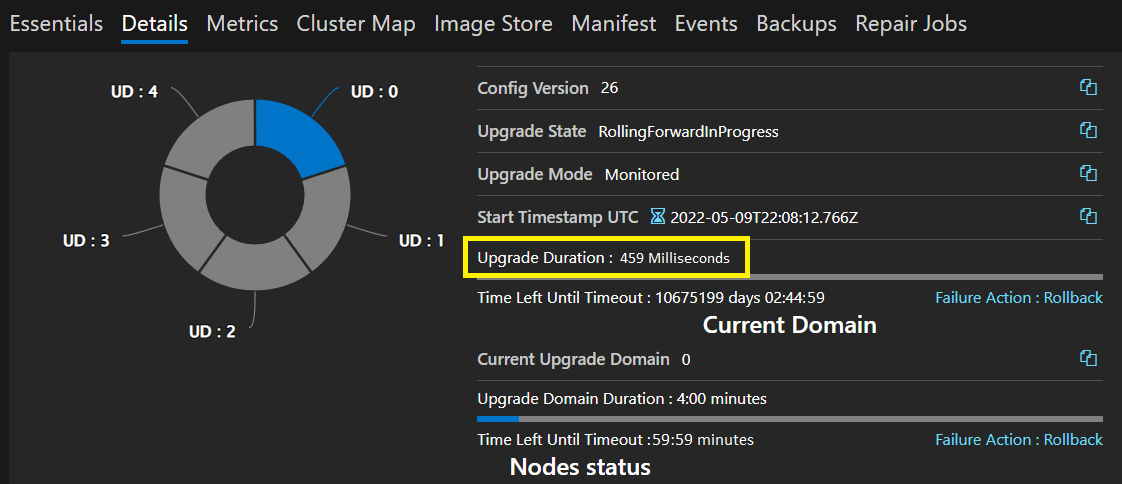 Essentials Details Metrics Cluster Map Image Store Manifest Events Backups Repair Jobs
UD : 4
UD : 0
UD : 3
UD : 1
UD : 2
Config Version 26
Upgrade State RollingForwardInProgress
Upgrade Mode Monitored
Start Timestamp UTC 2022-05-09T22:08:12.766Z
Upgrade Duration : 459 Milliseconds
Time Left Until Timeout : 10675199 days 02:44:59 Failure Action : Rollback
Current Domain
Current Upgrade Domain 0
Upgrade Domain Duration : 4:00 minutes
Time Left Until Timeout :59:59 minutes Failure Action : Rollback
Nodes status